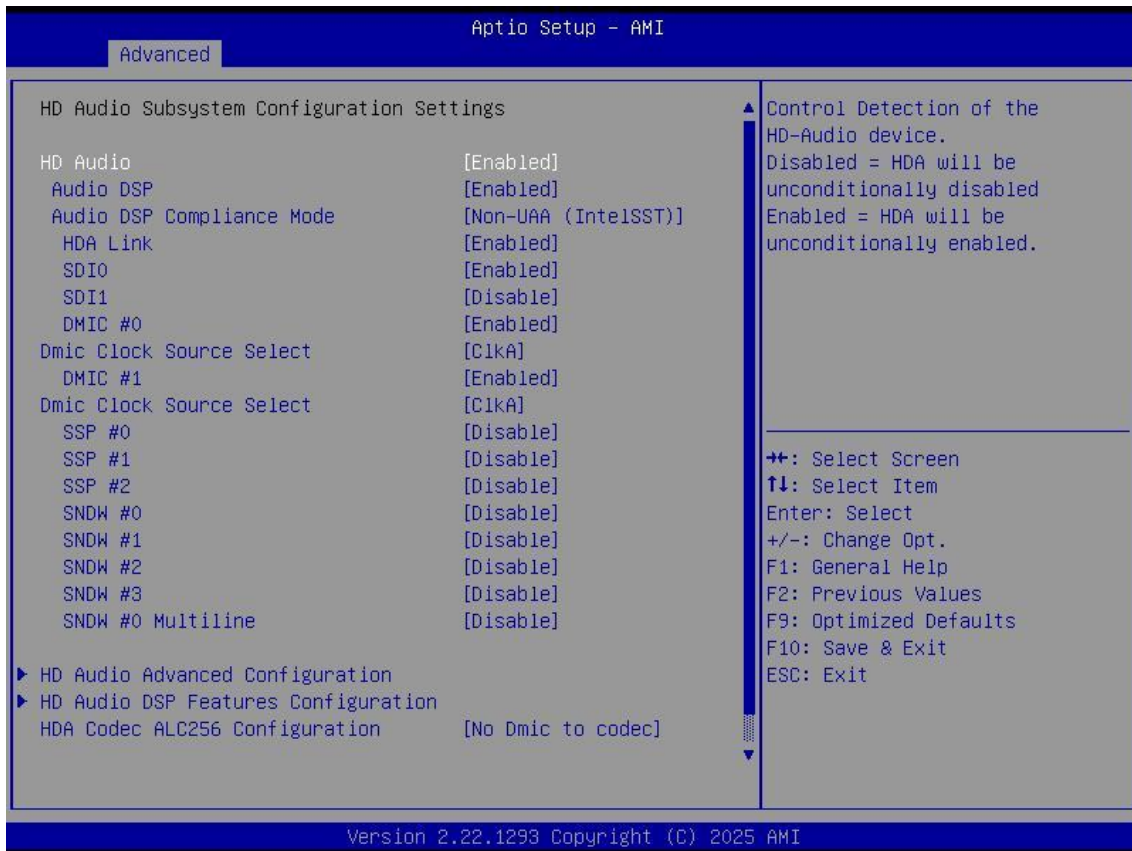 Aptio Setup – AMI
Advanced
HD Audio Subsystem Configuration Settings
HD Audio [Enabled]
Audio DSP [Enabled]
Audio DSP Compliance Mode [Non-UAA (IntelSST)]
HDA Link [Enabled]
SDI0 [Enabled]
SDI1 [Disable]
DMIC #0 [Enabled]
Dmic Clock Source Select [ClkA]
DMIC #1 [Enabled]
Dmic Clock Source Select [ClkA]
SSP #0 [Disable]
SSP #1 [Disable]
SSP #2 [Disable]
SNDW #0 [Disable]
SNDW #1 [Disable]
SNDW #2 [Disable]
SNDW #3 [Disable]
SNDW #0 Multiline [Disable]
HD Audio Advanced Configuration
HD Audio DSP Features Configuration
HDA Codec ALC256 Configuration [No Dmic to codec]
Control Detection of the
HD-Audio device.
Disabled = HDA will be
unconditionally disabled
Enabled = HDA will be
unconditionally enabled.
→←: Select Screen
↑↓: Select Item
Enter: Select
+/-: Change Opt.
F1: General Help
F2: Previous Values
F9: Optimized Defaults
F10: Save & Exit
ESC: Exit
Version 2.22.1293 Copyright (C) 2025 AMI